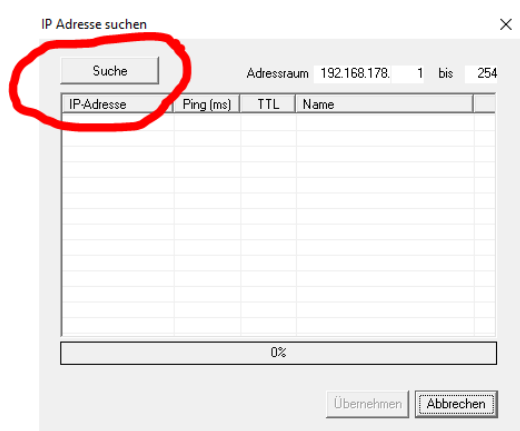 IP Adresse suchen
Suche Adressraum 192.168.178. 1 bis 254
IP-Adresse Ping (ms) TTL Name
0%
Übernehmen Abbrechen